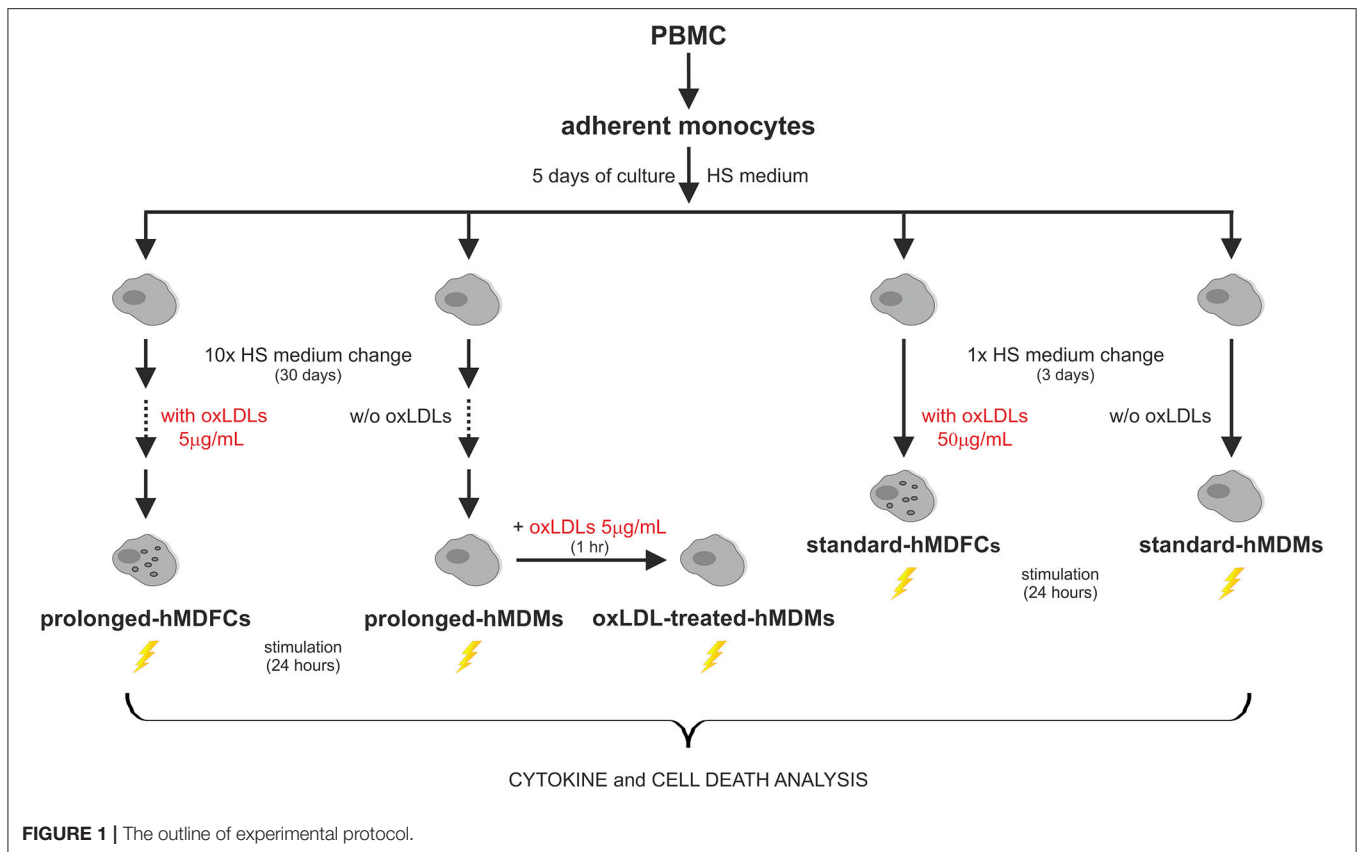 PBMC
adherent monocytes
5 days of culture HS medium
10x HS medium change
(30 days)
1x HS medium change
(3 days)
with oxLDLs
5μg/mL
w/o oxLDLs
with oxLDLs
50μg/mL
w/o oxLDLs
+ oxLDLs 5μg/mL
(1 hr)
standard-hMDFCs
standard-hMDMs
stimulation
(24 hours)
prolonged-hMDFCs
prolonged-hMDMs
oxLDL-treated-hMDMs
stimulation
(24 hours)
CYTOKINE and CELL DEATH ANALYSIS
FIGURE 1 | The outline of experimental protocol.